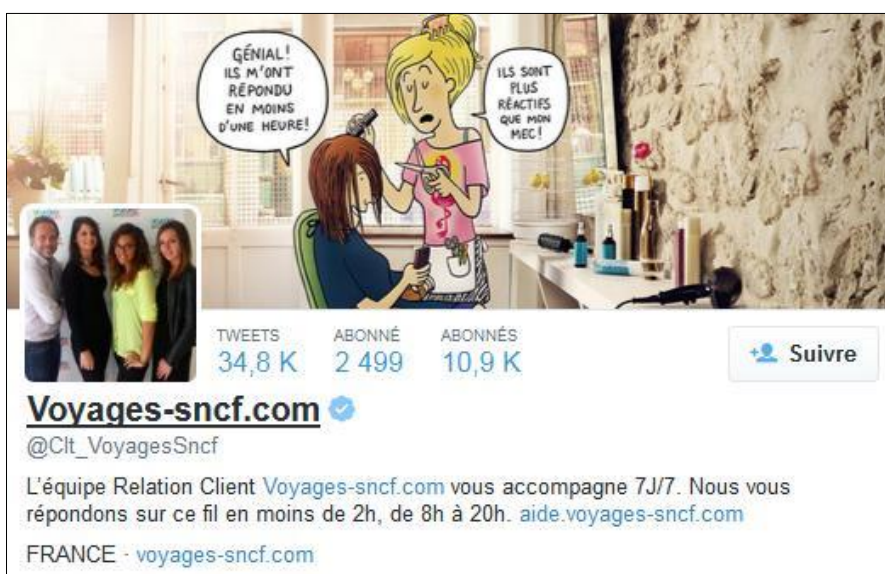 GÉNIAL!
ILS M'ONT
RÉPONDU
EN MOINS
D'UNE HEURE!
ILS SONT
PLUS
RÉACTIFS
QUE MON
MEC!
TWEETS ABONNÉ ABONNÉS
34,8 K 2 499 10,9 K
Suivre
Voyages-sncf.com
@Clt_VoyagesSncf
L'équipe Relation Client Voyages-sncf.com vous accompagne 7J/7. Nous vous
répondons sur ce fil en moins de 2h, de 8h à 20h. aide.voyages-sncf.com
FRANCE · voyages-sncf.com